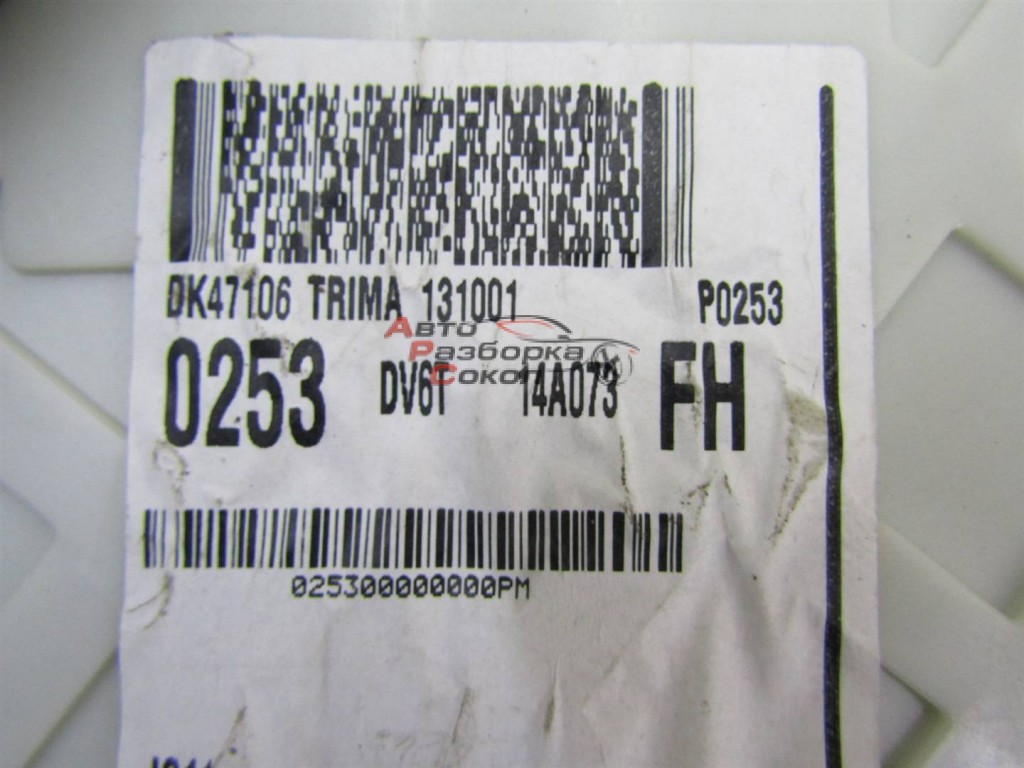 DK47106 TRIMA 131001 P0253
Авто
Разборка
Сокол
0253 DV6T 14A073 FH
025300000000PM